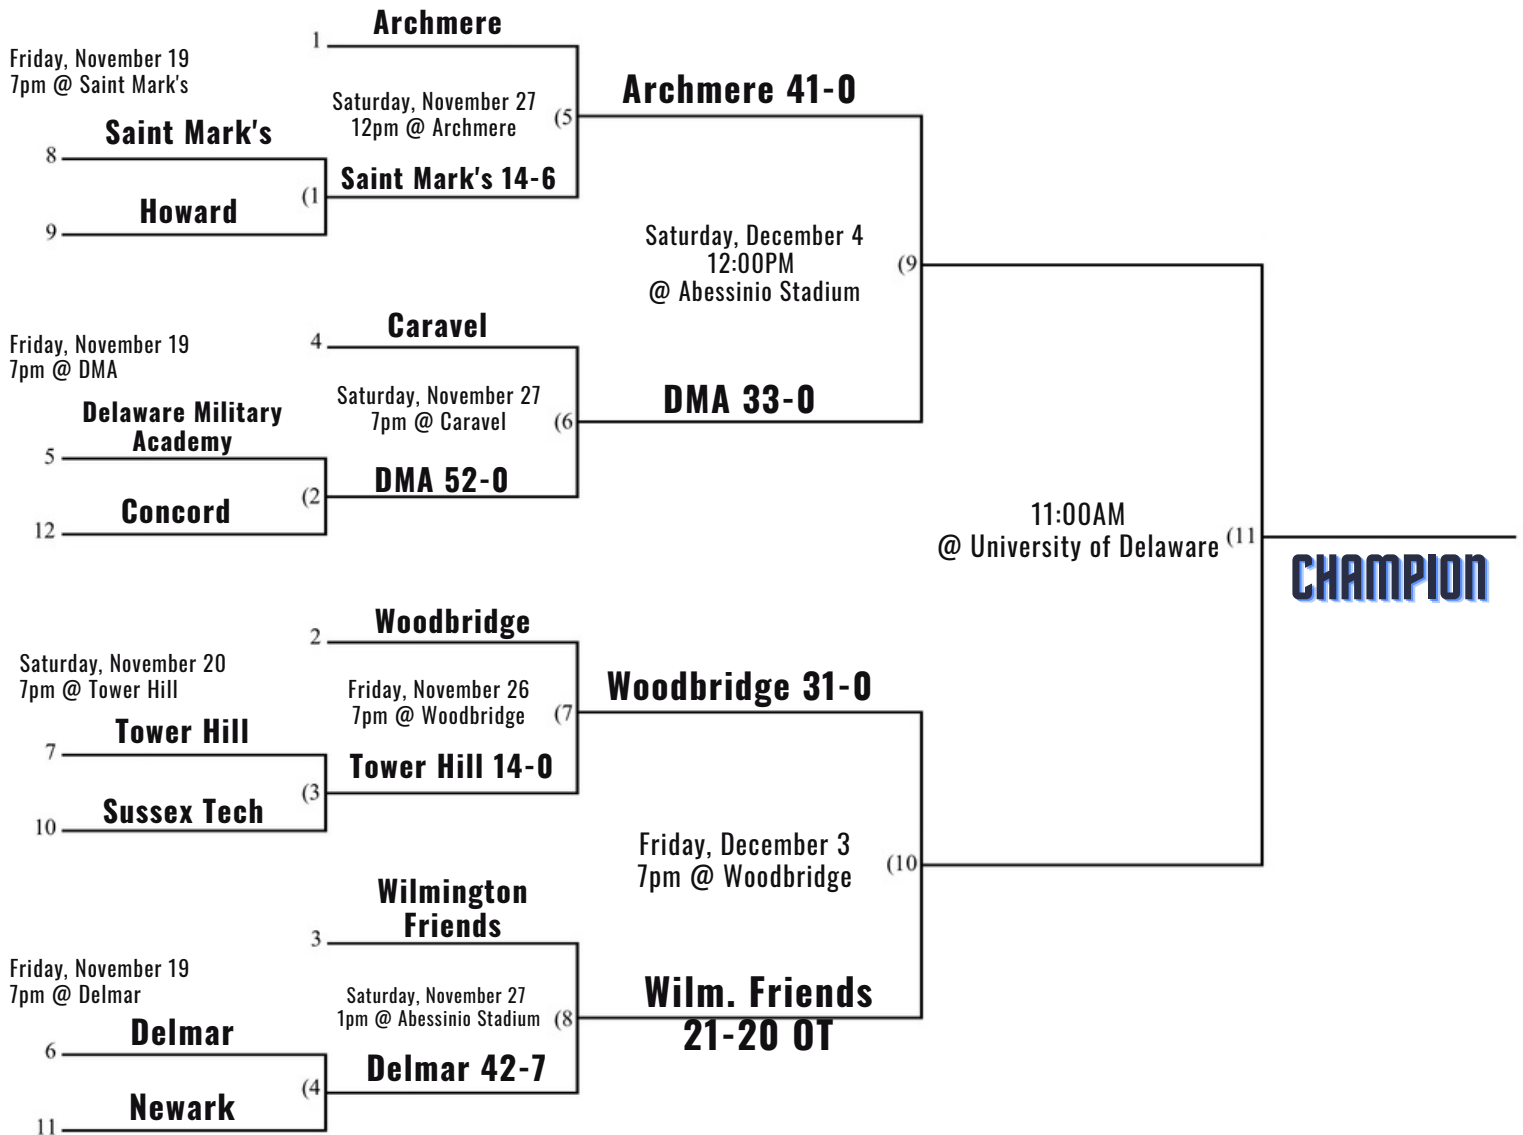 Archmere
1
Friday, November 19
7pm @ Saint Mark's
Archmere 41-0
Saturday, November 27
12pm @ Archmere
(5
Saint Mark's
8
Saint Mark's 14-6
(1
Howard
9
Saturday, December 4
12:00PM
@ Abessinio Stadium
(9
Caravel
4
Friday, November 19
7pm @ DMA
DMA 33-0
Saturday, November 27
7pm @ Caravel
(6
Delaware Military
Academy
5
DMA 52-0
(2
Concord
12
11:00AM
@ University of Delaware
(11
CHAMPION
Woodbridge
2
Saturday, November 20
7pm @ Tower Hill
Woodbridge 31-0
Friday, November 26
7pm @ Woodbridge
(7
Tower Hill
7
Tower Hill 14-0
(3
Sussex Tech
10
Friday, December 3
7pm @ Woodbridge
(10
Wilmington
Friends
3
Friday, November 19
7pm @ Delmar
Wilm. Friends
21-20 OT
Saturday, November 27
1pm @ Abessinio Stadium
(8
Delmar
6
Delmar 42-7
(4
Newark
11